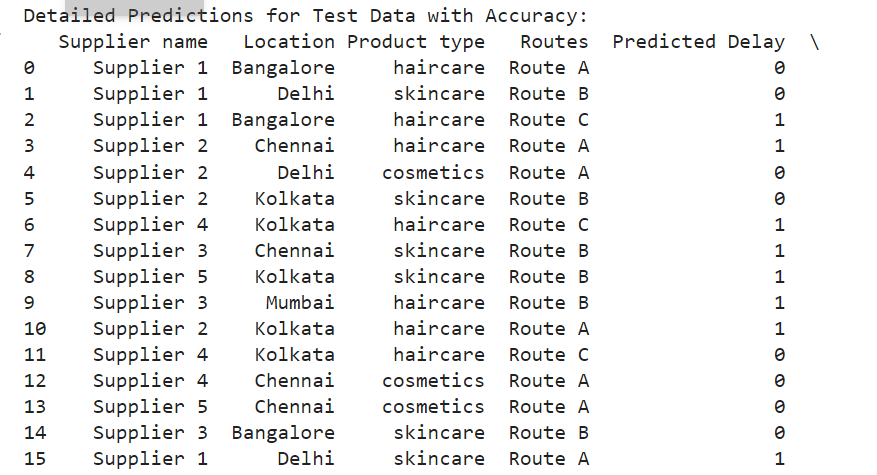 Detailed Predictions for Test Data with Accuracy:
Supplier name Location Product type Routes Predicted Delay \
0 Supplier 1 Bangalore haircare Route A 0
1 Supplier 1 Delhi skincare Route B 0
2 Supplier 1 Bangalore haircare Route C 1
3 Supplier 2 Chennai haircare Route A 1
4 Supplier 2 Delhi cosmetics Route A 0
5 Supplier 2 Kolkata skincare Route B 0
6 Supplier 4 Kolkata haircare Route C 1
7 Supplier 3 Chennai skincare Route B 1
8 Supplier 5 Kolkata skincare Route B 1
9 Supplier 3 Mumbai haircare Route B 1
10 Supplier 2 Kolkata haircare Route A 1
11 Supplier 4 Kolkata haircare Route C 0
12 Supplier 4 Chennai cosmetics Route A 0
13 Supplier 5 Chennai cosmetics Route A 0
14 Supplier 3 Bangalore skincare Route B 0
15 Supplier 1 Delhi skincare Route A 1